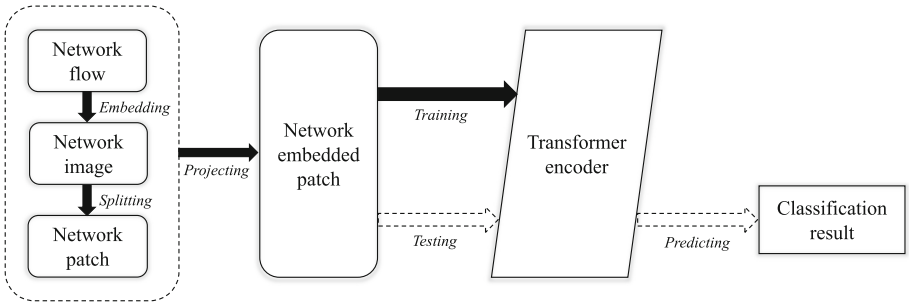 Network
flow
Embedding
Network
image
Splitting
Network
patch
Projecting
Network
embedded
patch
Training
Testing
Transformer
encoder
Predicting
Classification
result